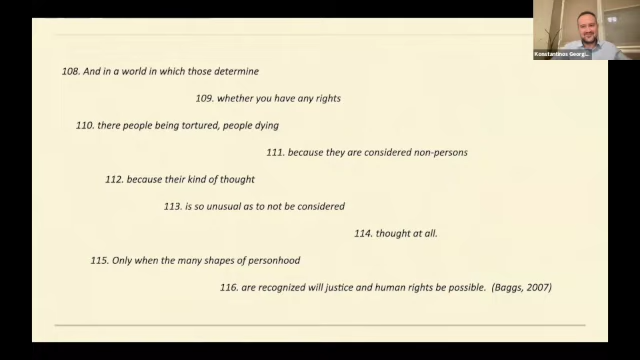 Konstantinos Georgi...
108. And in a world in which those determine
109. whether you have any rights
110. there people being tortured, people dying
111. because they are considered non-persons
112. because their kind of thought
113. is so unusual as to not be considered
114. thought at all.
115. Only when the many shapes of personhood
116. are recognized will justice and human rights be possible. (Baggs, 2007)